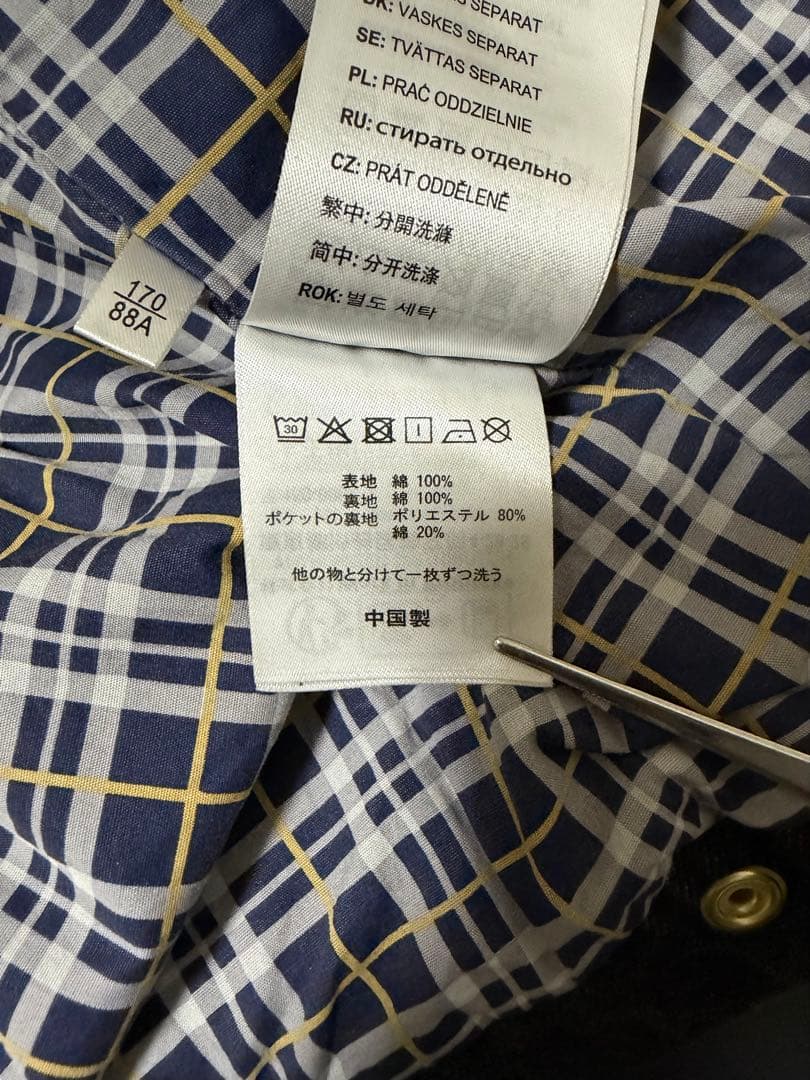 SEPARAT
DK: VASKES SEPARAT
SE: TVÄTTAS SEPARAT
PL: PRAĆ ODDZIELNIE
RU: стирать отдельно
CZ: PRÁT ODDĚLENĚ
繁中: 分開洗滌
简中: 分开洗涤
ROK: 별도 세탁
170
88A
30
表地 綿 100%
裏地 綿 100%
ポケットの裏地 ポリエステル 80%
綿 20%
他の物と分けて一枚ずつ洗う
中国製